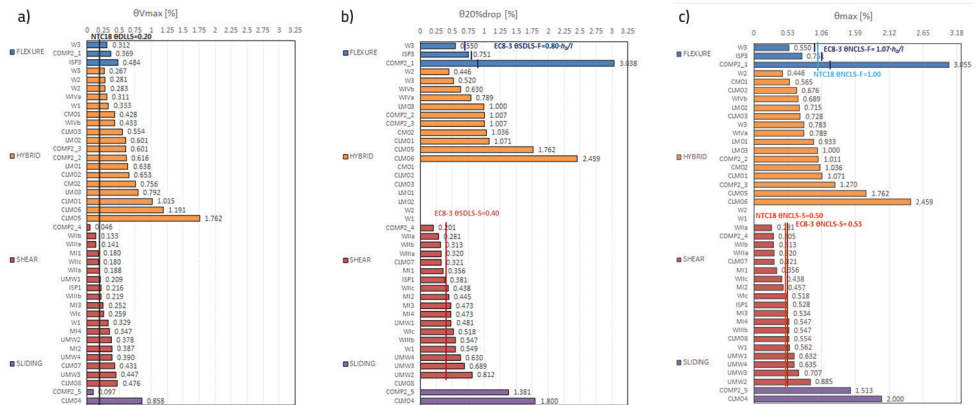 a)
θVmax [%]
0
0.25
0.5
0.75
1
1.25
1.5
1.75
2
2.25
2.5
2.75
3
3.25
NTC18 θDLLS=0.20
FLEXURE
W3 0.312
COMP2_1 0.369
ISP3 0.484
HYBRID
W3 0.267
W2 0.281
W2 0.283
WIVa 0.311
W1 0.333
CM01 0.428
WIVb 0.433
CLM03 0.554
LM02 0.601
COMP2_3 0.601
COMP2_2 0.616
LM01 0.638
CLM02 0.653
CM02 0.756
LM03 0.792
CLM01 1.015
CLM06 1.191
CLM05 1.762
SHEAR
COMP2_4 0.046
WIIb 0.133
WIIIa 0.141
MI1 0.180
WIIc 0.180
WIIa 0.188
UMW1 0.209
ISP1 0.216
WIIIb 0.219
MI3 0.252
WIc 0.259
W1 0.329
MI4 0.347
UMW2 0.378
MI2 0.387
UMW4 0.390
CLM07 0.431
UMW3 0.447
CLM08 0.476
SLIDING
COMP2_5 0.097
CLM04 0.858
b)
θ20%drop [%]
0
0.25
0.5
0.75
1
1.25
1.5
1.75
2
2.25
2.5
2.75
3
3.25
EC8-3 θSDLS-F=0.80·h₀/l
FLEXURE
W3 0.550
ISP3 0.751
COMP2_1 3.038
HYBRID
W2 0.446
W3 0.520
WIVb 0.630
WIVa 0.789
LM03 1.000
COMP2_2 1.007
COMP2_3 1.007
CM02 1.036
CLM01 1.071
CLM05 1.762
CLM06 2.459
CM01
CLM02
CLM03
LM01
LM02
W2
W1
EC8-3 θSDLS-S=0.40
SHEAR
COMP2_4 0.201
WIIa 0.281
WIIb 0.313
WIIIa 0.320
CLM07 0.321
MI1 0.356
ISP1 0.381
WIIc 0.438
MI2 0.445
MI3 0.473
MI4 0.473
UMW1 0.481
WIc 0.518
WIIIb 0.547
W1 0.549
UMW4 0.630
UMW3 0.689
UMW2 0.812
CLM08
SLIDING
COMP2_5 1.381
CLM04 1.800
c)
θmax [%]
0
0.53
1.06
1.59
2.12
2.65
3.18
EC8-3 θNCLS-F= 1.07·h₀/l
NTC18 θNCLS-F=1.00
FLEXURE
W3 0.550
ISP3
COMP2_1 3.055
HYBRID
W2 0.446
CM01 0.565
CLM02 0.676
WIVb 0.689
LM02 0.715
CLM03 0.728
W3 0.783
WIVa 0.789
LM01 0.933
LM03 1.000
COMP2_2 1.011
CM02 1.036
CLM01 1.071
COMP2_3 1.270
CLM05 1.762
CLM06 2.459
NTC18 θNCLS-S=0.50
W1
EC8-3 θNCLS-S= 0.53
SHEAR
WIIa 0.281
COMP2_4 0.305
WIIb 0.313
WIIIa 0.320
CLM07 0.321
MI1 0.356
WIIc 0.438
MI2 0.457
WIc 0.518
ISP1 0.528
MI3 0.534
MI4 0.547
WIIIb 0.547
CLM08 0.554
W1 0.562
UMW1 0.632
UMW4 0.635
UMW3 0.707
UMW2 0.885
SLIDING
COMP2_5 1.513
CLM04 2.000